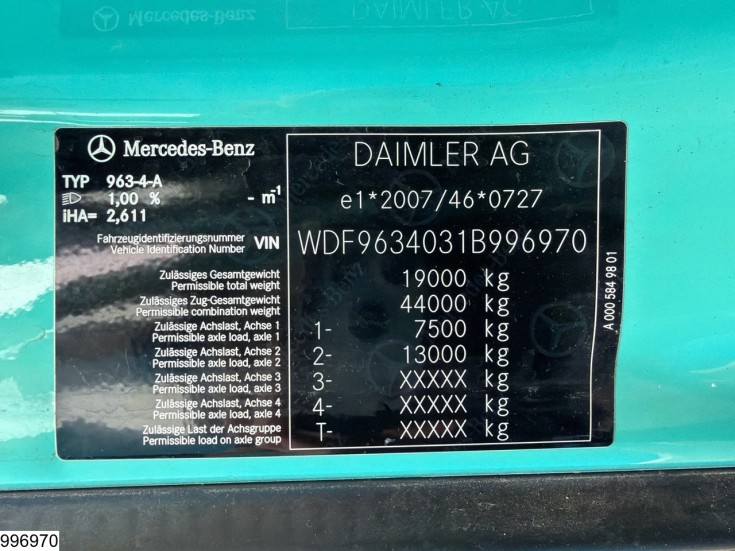 Mercedes-Benz DAIMLER AG
Mercedes-Benz
DAIMLER AG
TYP 963-4-A
1,00 % - m-1
iHA= 2,611
e1*2007/46*0727
Fahrzeugidentifizierungsnummer
Vehicle Identification Number
VIN WDF9634031B996970
Zulässiges Gesamtgewicht
Permissible total weight
19000 kg
Zulässiges Zug-Gesamtgewicht
Permissible combination weight
44000 kg
Zulässige Achslast, Achse 1
Permissible axle load, axle 1
1- 7500 kg
Zulässige Achslast, Achse 2
Permissible axle load, axle 2
2- 13000 kg
Zulässige Achslast, Achse 3
Permissible axle load, axle 3
3- XXXXX kg
Zulässige Achslast, Achse 4
Permissible axle load, axle 4
4- XXXXX kg
Zulässige Last der Achsgruppe
Permissible load on axle group
T- XXXXX kg
A 000 584 98 01
996970